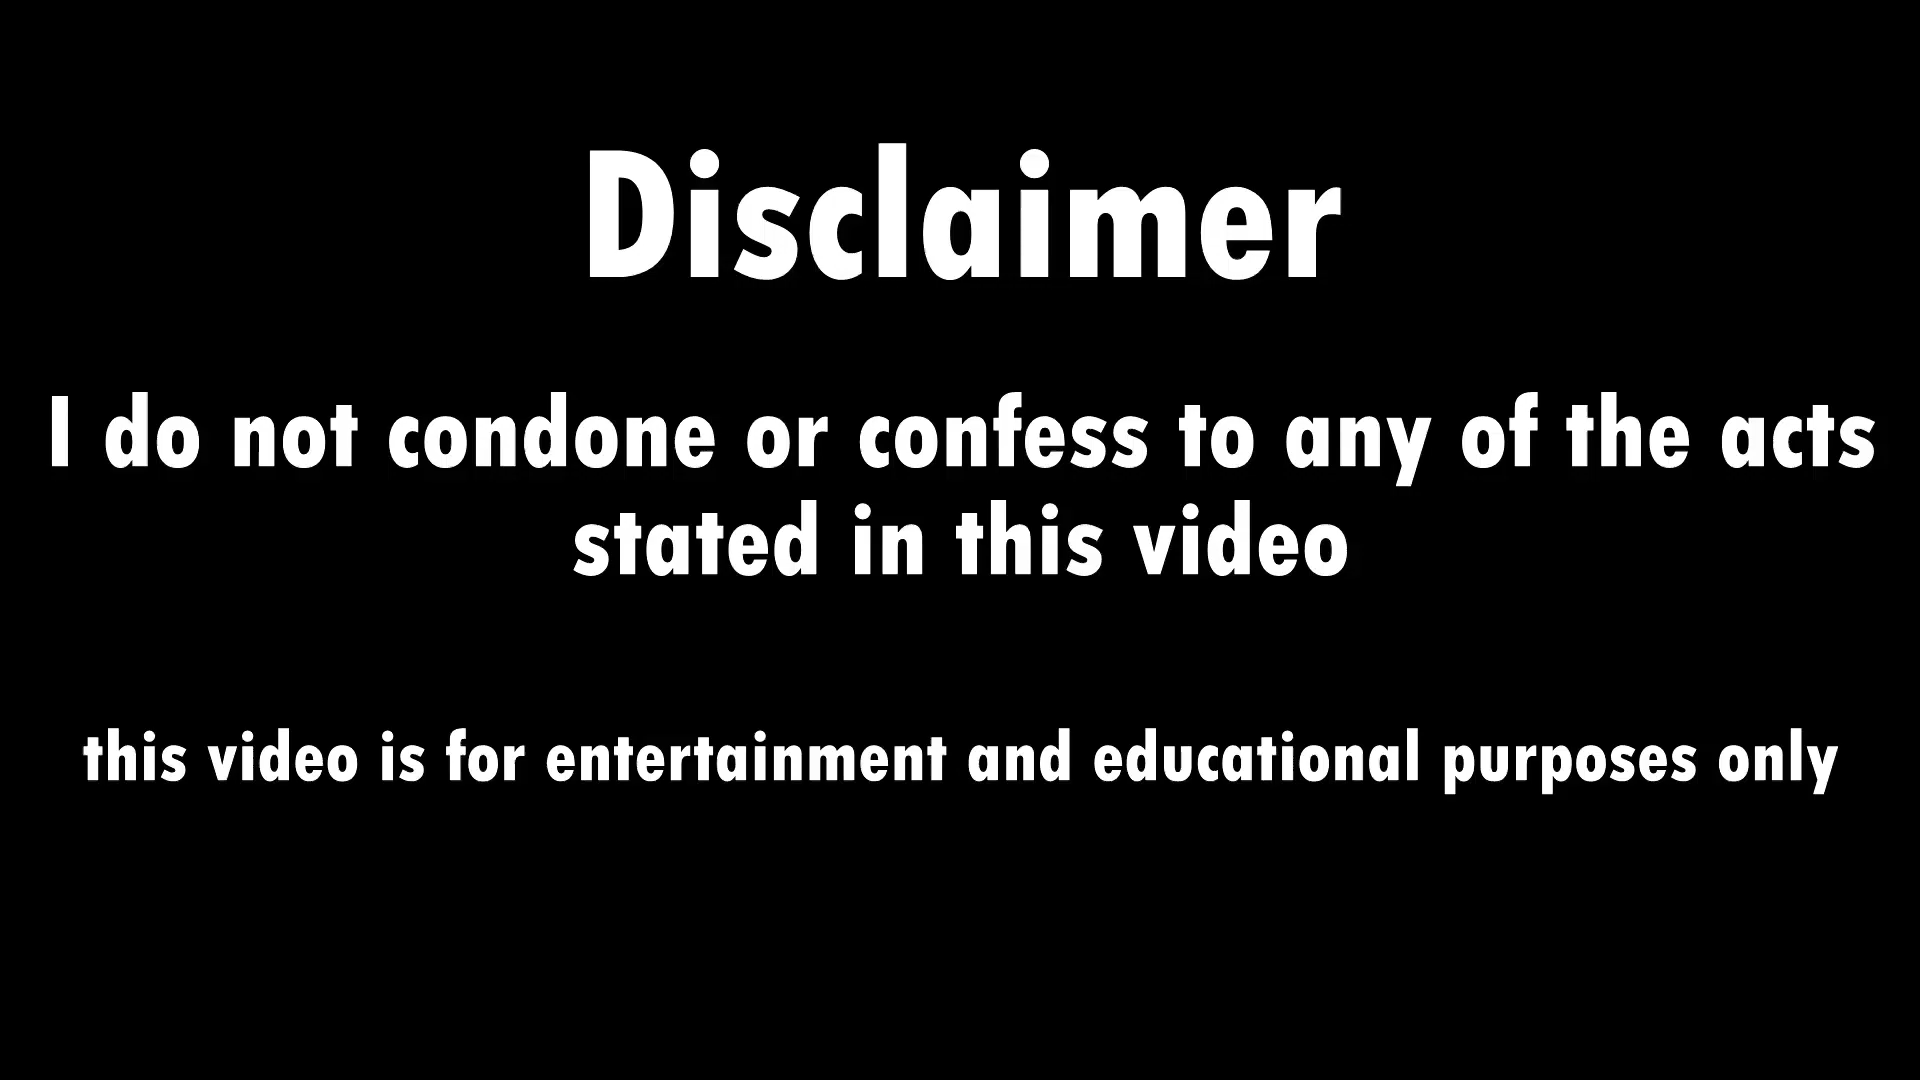 Disclaimer
I do not condone or confess to any of the acts
stated in this video
this video is for entertainment and educational purposes only